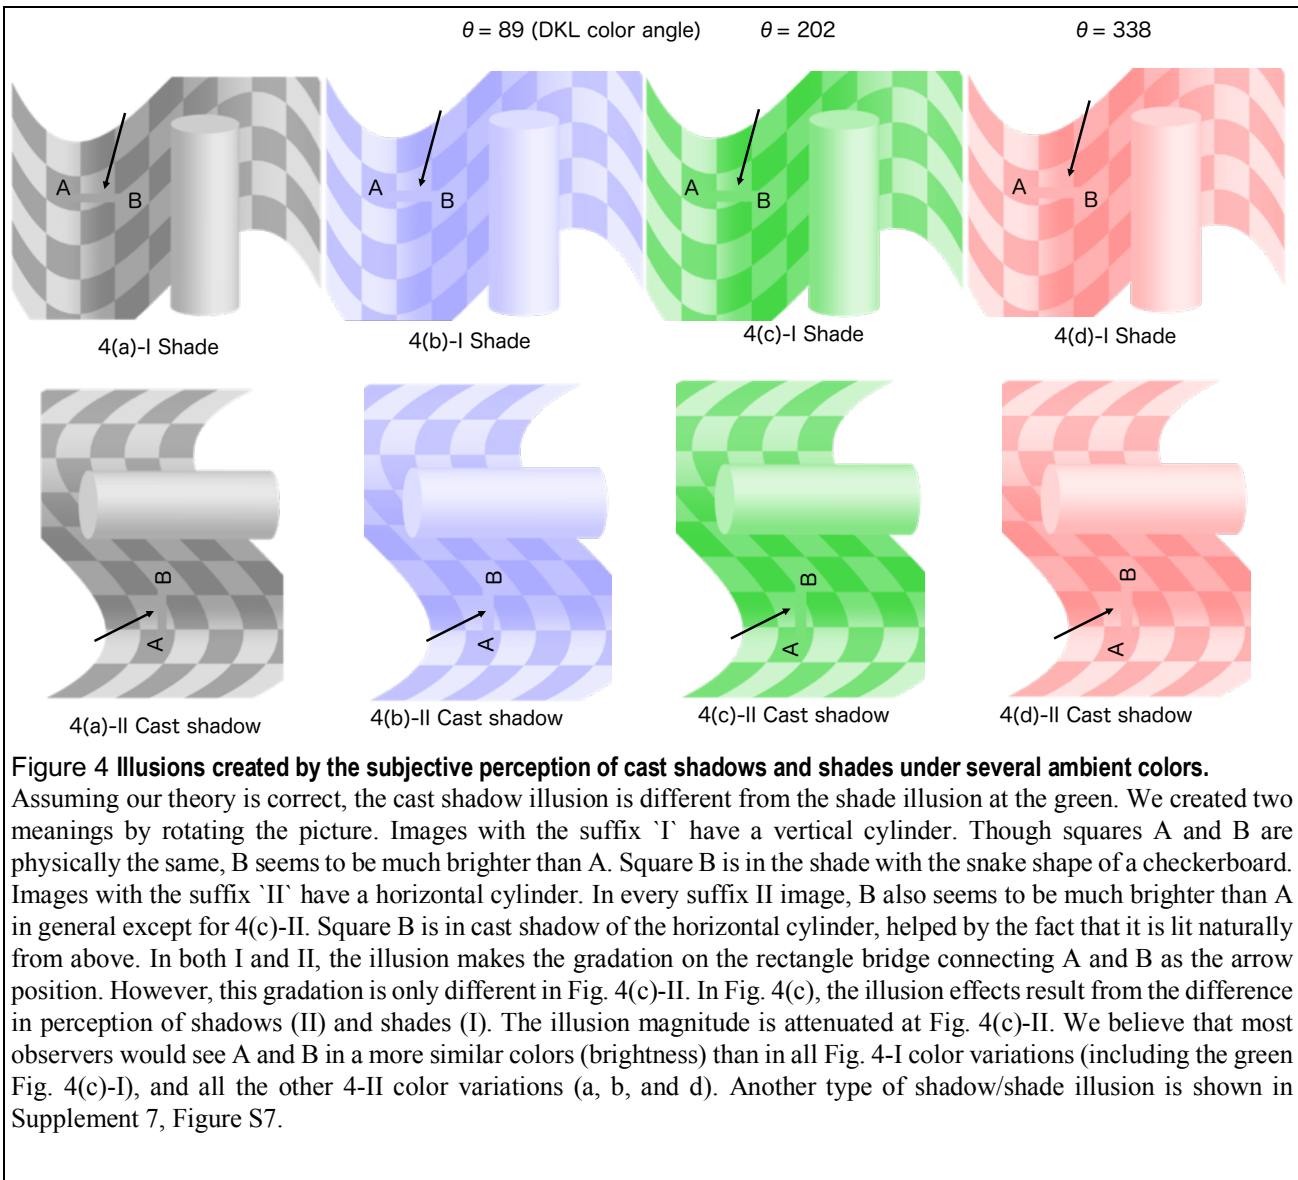 θ = 89 (DKL color angle) θ = 202 θ = 338
A B A B A B A B
4(a)-I Shade 4(b)-I Shade 4(c)-I Shade 4(d)-I Shade
B B B B
A A A A
4(a)-II Cast shadow 4(b)-II Cast shadow 4(c)-II Cast shadow 4(d)-II Cast shadow
Figure 4 Illusions created by the subjective perception of cast shadows and shades under several ambient colors.
Assuming our theory is correct, the cast shadow illusion is different from the shade illusion at the green. We created two
meanings by rotating the picture. Images with the suffix `I` have a vertical cylinder. Though squares A and B are
physically the same, B seems to be much brighter than A. Square B is in the shade with the snake shape of a checkerboard.
Images with the suffix `II` have a horizontal cylinder. In every suffix II image, B also seems to be much brighter than A
in general except for 4(c)-II. Square B is in cast shadow of the horizontal cylinder, helped by the fact that it is lit naturally
from above. In both I and II, the illusion makes the gradation on the rectangle bridge connecting A and B as the arrow
position. However, this gradation is only different in Fig. 4(c)-II. In Fig. 4(c), the illusion effects result from the difference
in perception of shadows (II) and shades (I). The illusion magnitude is attenuated at Fig. 4(c)-II. We believe that most
observers would see A and B in a more similar colors (brightness) than in all Fig. 4-I color variations (including the green
Fig. 4(c)-I), and all the other 4-II color variations (a, b, and d). Another type of shadow/shade illusion is shown in
Supplement 7, Figure S7.